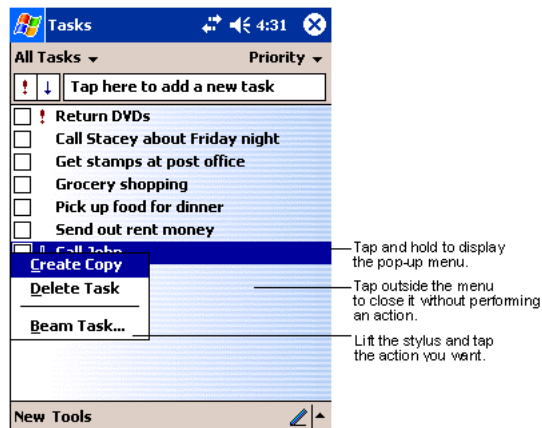 Tasks 4:31
All Tasks Priority
Tap here to add a new task
Return DVDs
Call Stacey about Friday night
Get stamps at post office
Grocery shopping
Pick up food for dinner
Send out rent money
Call John
Create Copy
Delete Task
Beam Task...
Tap and hold to display
the pop-up menu.
Tap outside the menu
to close it without performing
an action.
Lift the stylus and tap
the action you want.
New Tools